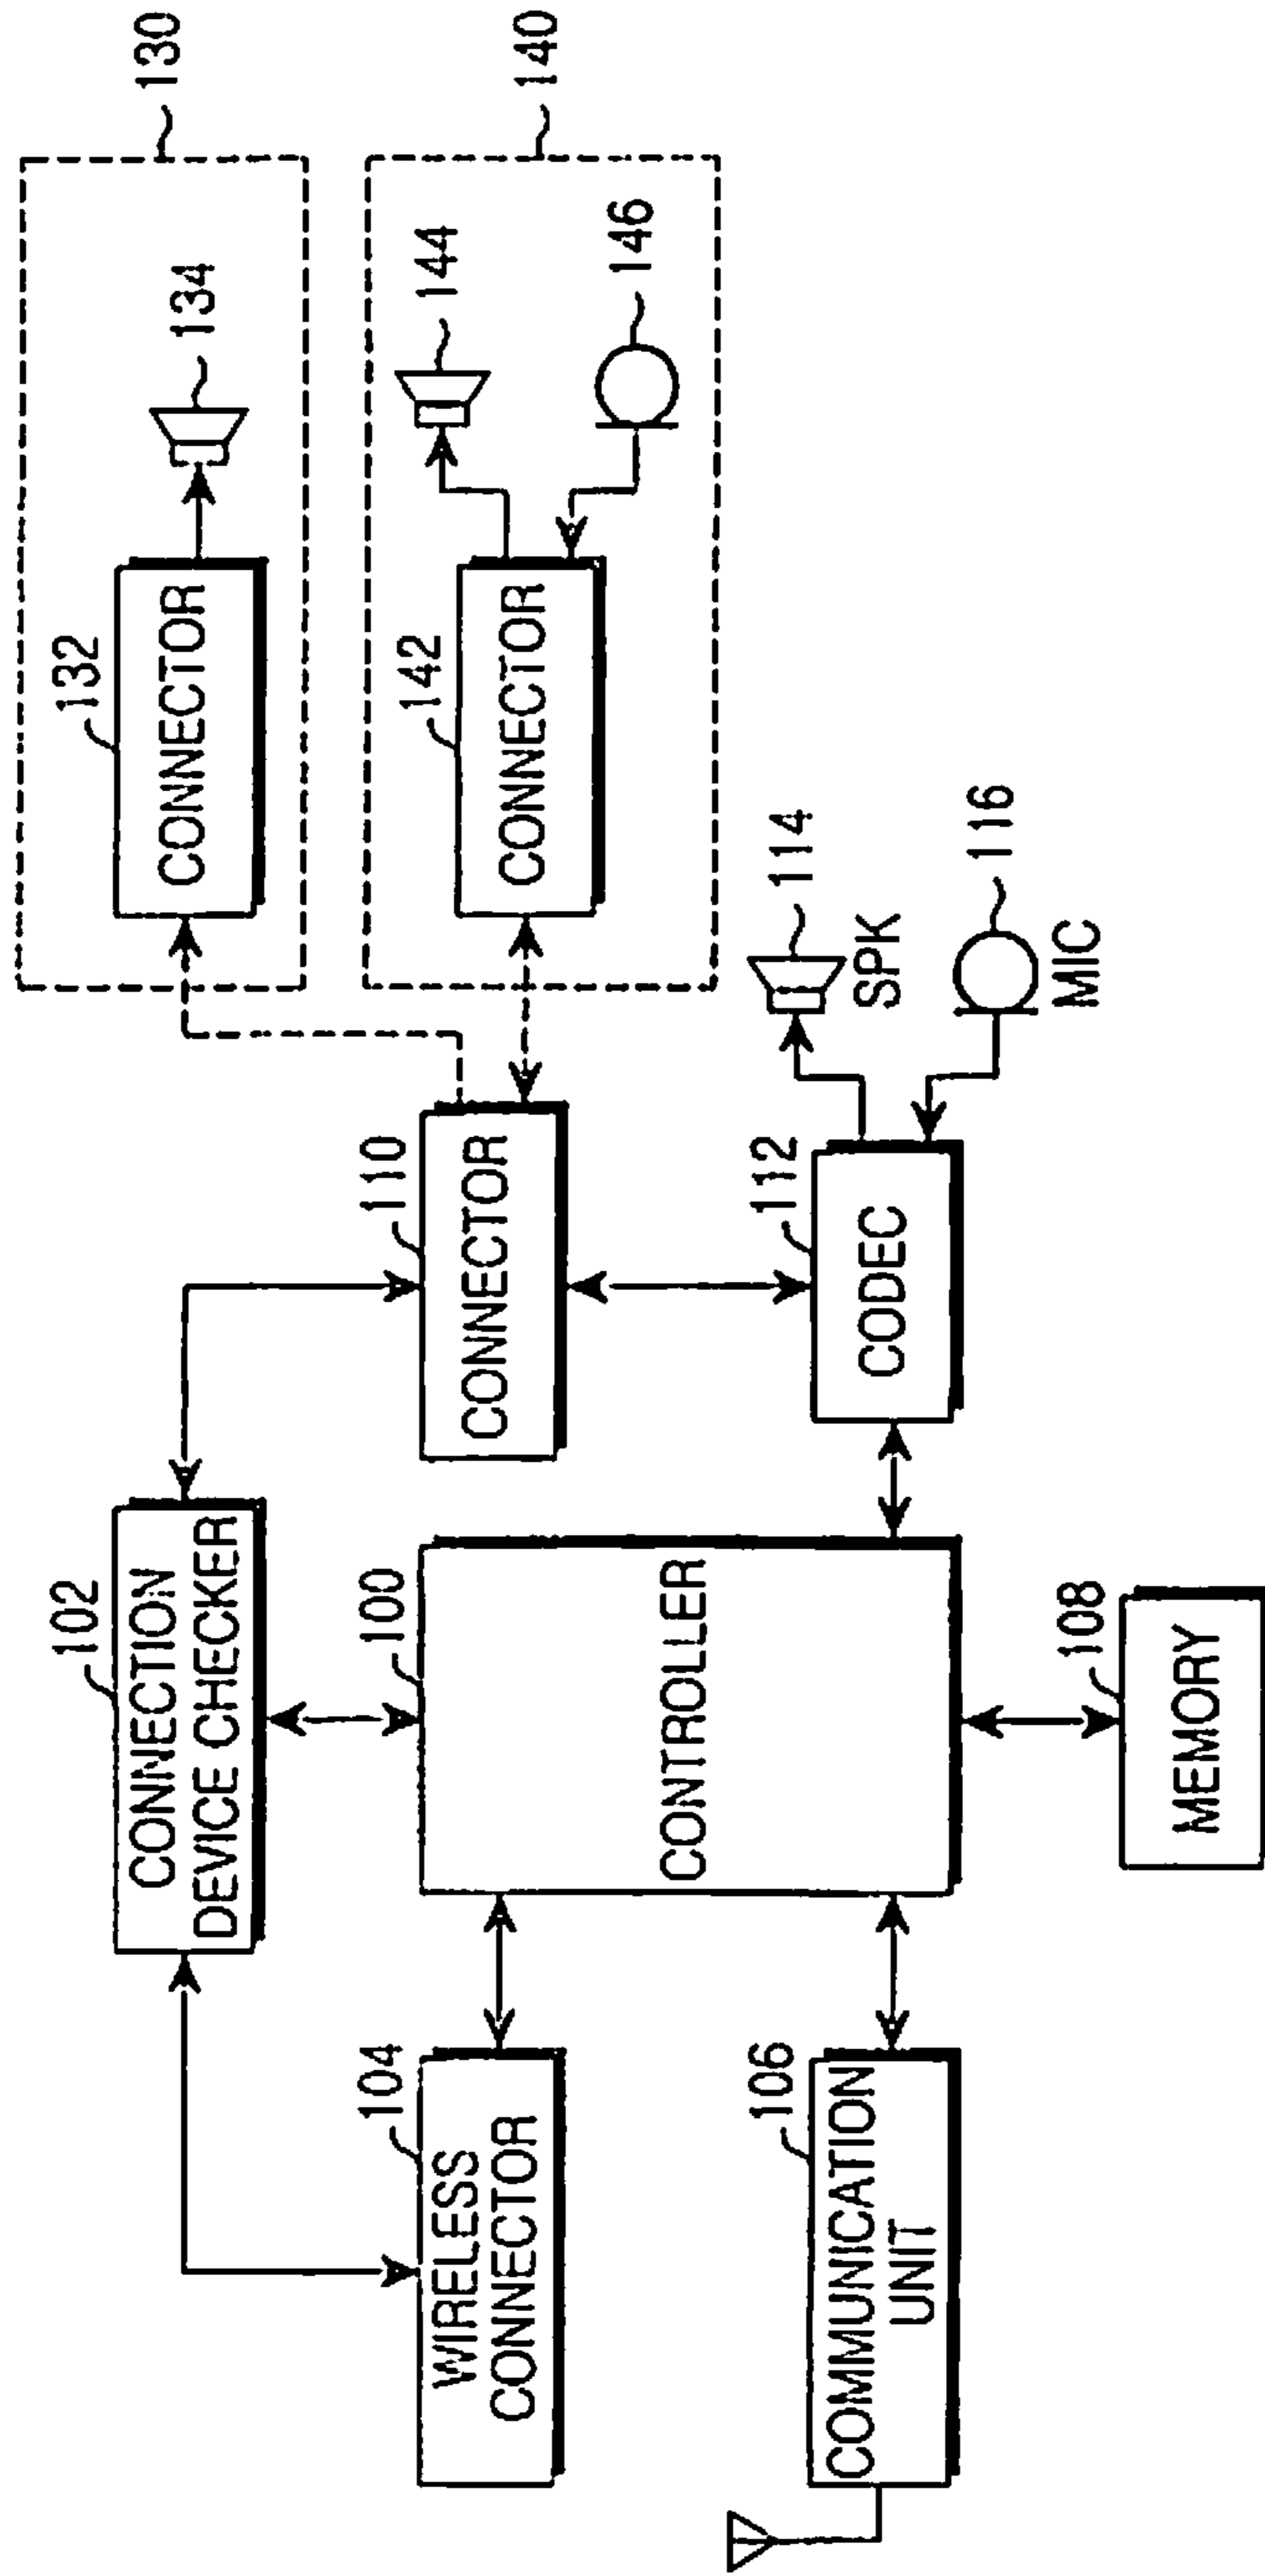 130
132
CONNECTOR
134
140
142
CONNECTOR
144
146
102
CONNECTION
DEVICE CHECKER
104
WIRELESS
CONNECTOR
100
CONTROLLER
110
CONNECTOR
106
COMMUNICATION
UNIT
112
CODEC
114
SPK
116
MIC
108
MEMORY